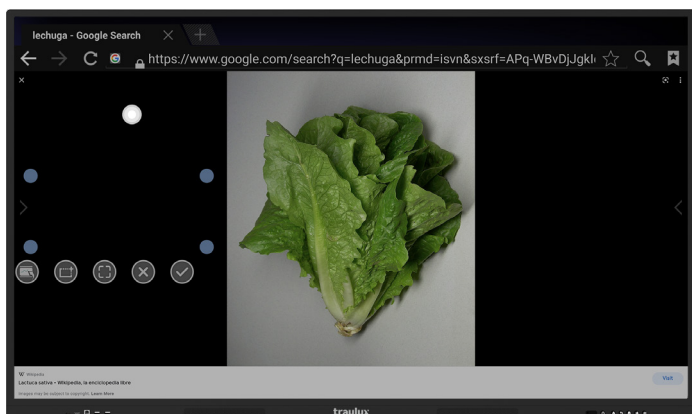 lechuga - Google Search
https://www.google.com/search?q=lechuga&prmd=isvn&sxsrf=APq-WBvDjJgkI
Wikipedia
Lactuca sativa - Wikipedia, la enciclopedia libre
Visit
Images may be subject to copyright. Learn More
traulux